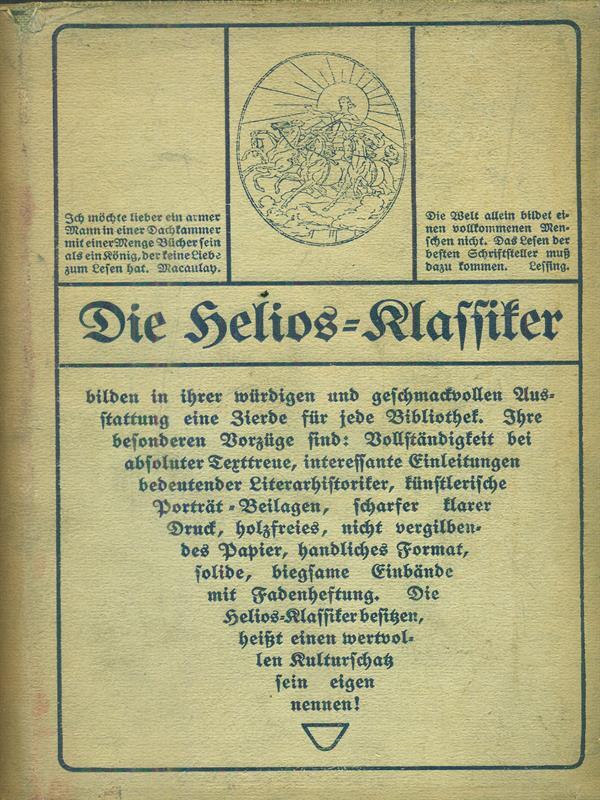 Ich möchte lieber ein armer
Mann in einer Dachkammer
mit einer Menge Bücher sein
als ein König, der keine Liebe
zum Lesen hat. Macaulay.
Die Welt allein bildet ei-
nen vollkommenen Men-
schen nicht. Das Lesen der
besten Schriftsteller muß
dazu kommen. Lessing.
Die Helios-Klassiker
bilden in ihrer würdigen und geschmackvollen Aus-
stattung eine Zierde für jede Bibliothek. Ihre
besonderen Vorzüge sind: Vollständigkeit bei
absoluter Texttreue, interessante Einleitungen
bedeutender Literarhistoriker, künstlerische
Porträt-Beilagen, scharfer klarer
Druck, holzfreies, nicht vergilben-
des Papier, handliches Format,
solide, biegsame Einbände
mit Fadenheftung. Die
Helios-Klassiker besitzen,
heißt einen wertvol-
len Kulturschatz
sein eigen
nennen!